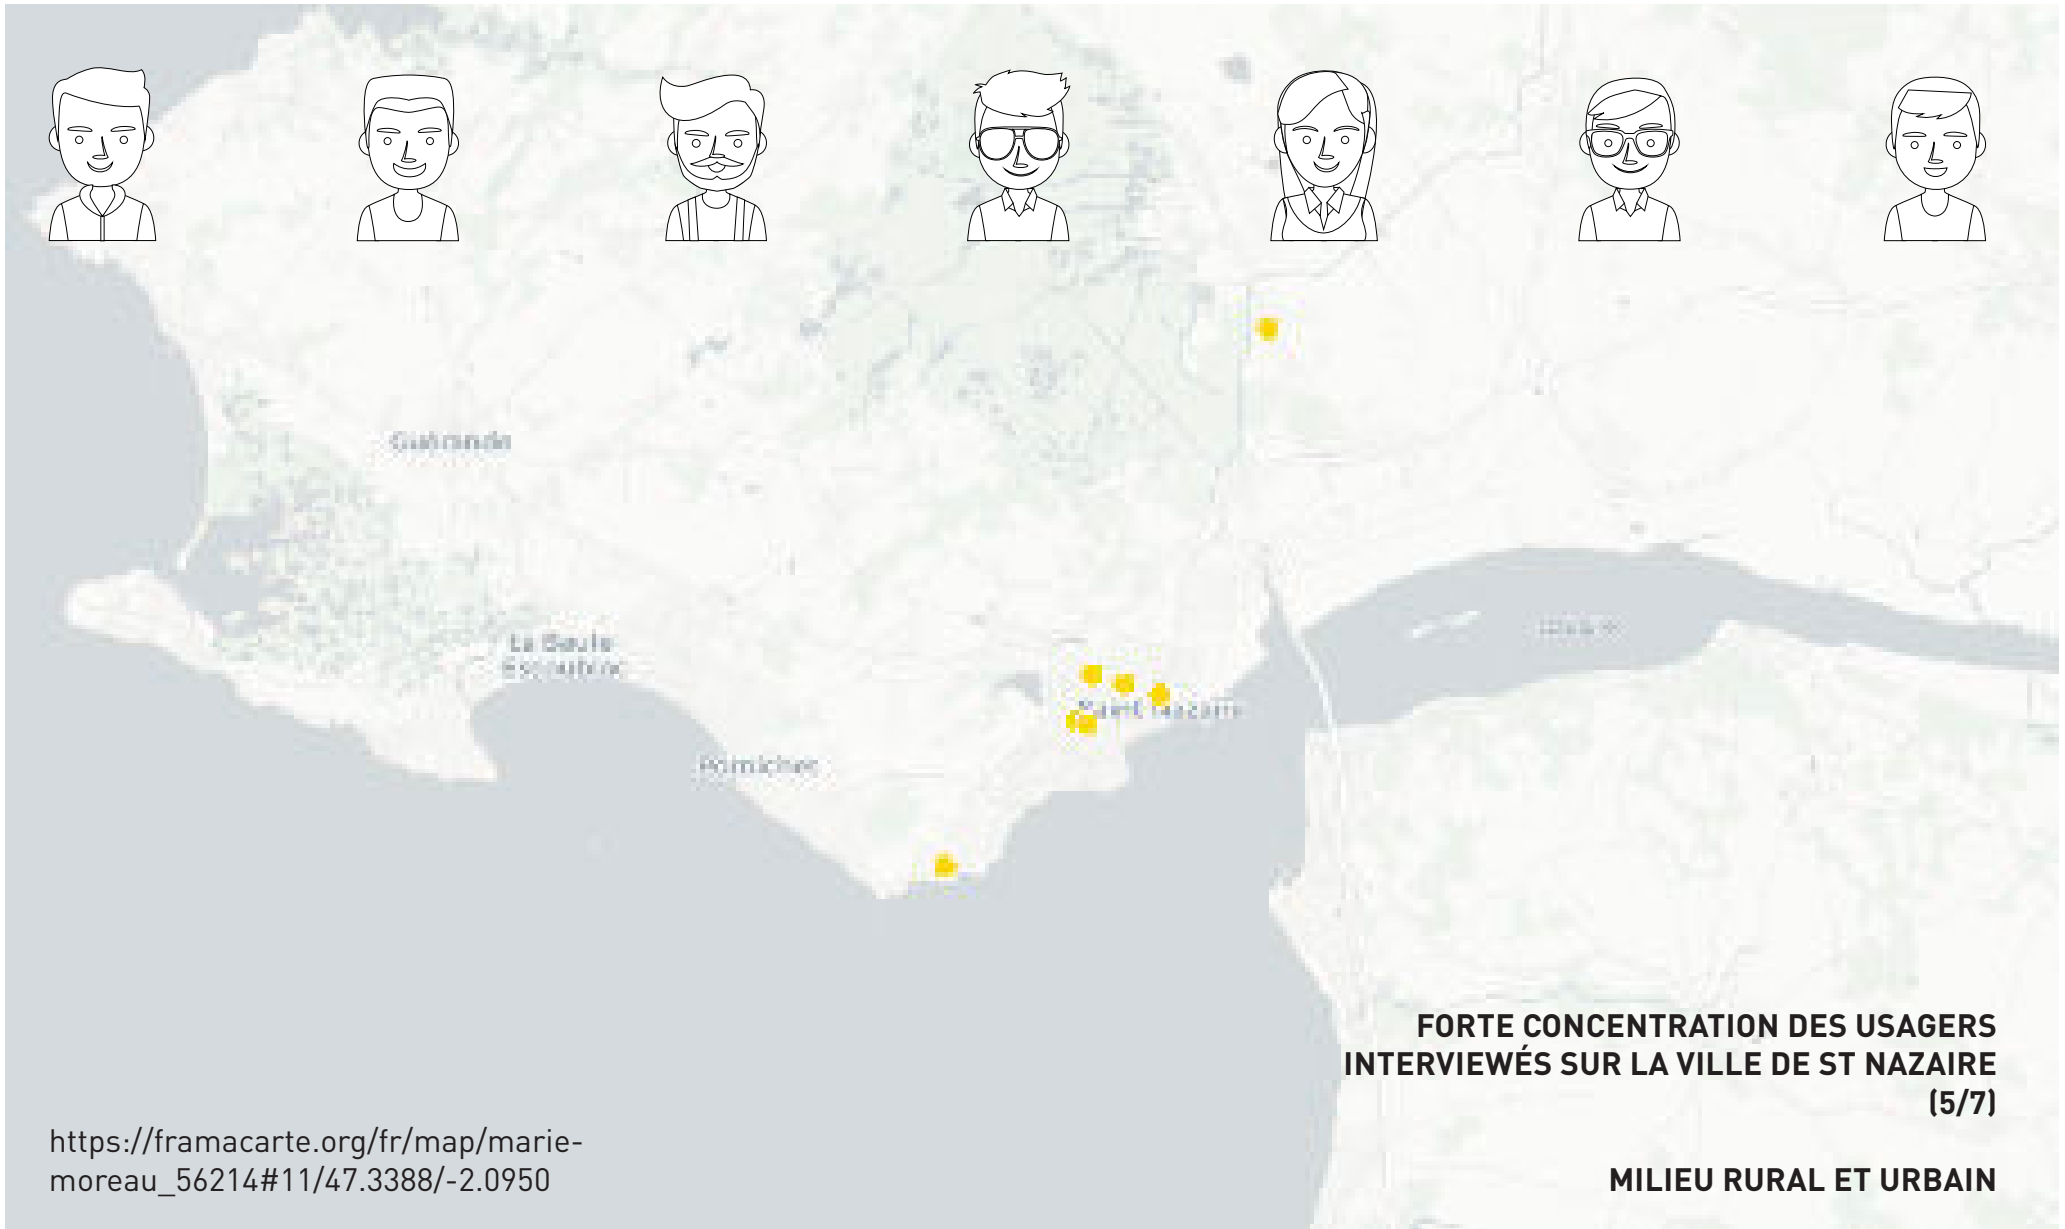 Guérande
La Baule
Escoublac
Saint Nazaire
Pornichet
FORTE CONCENTRATION DES USAGERS
INTERVIEWÉS SUR LA VILLE DE ST NAZAIRE
(5/7)
https://framacarte.org/fr/map/marie-
moreau_56214#11/47.3388/-2.0950
MILIEU RURAL ET URBAIN